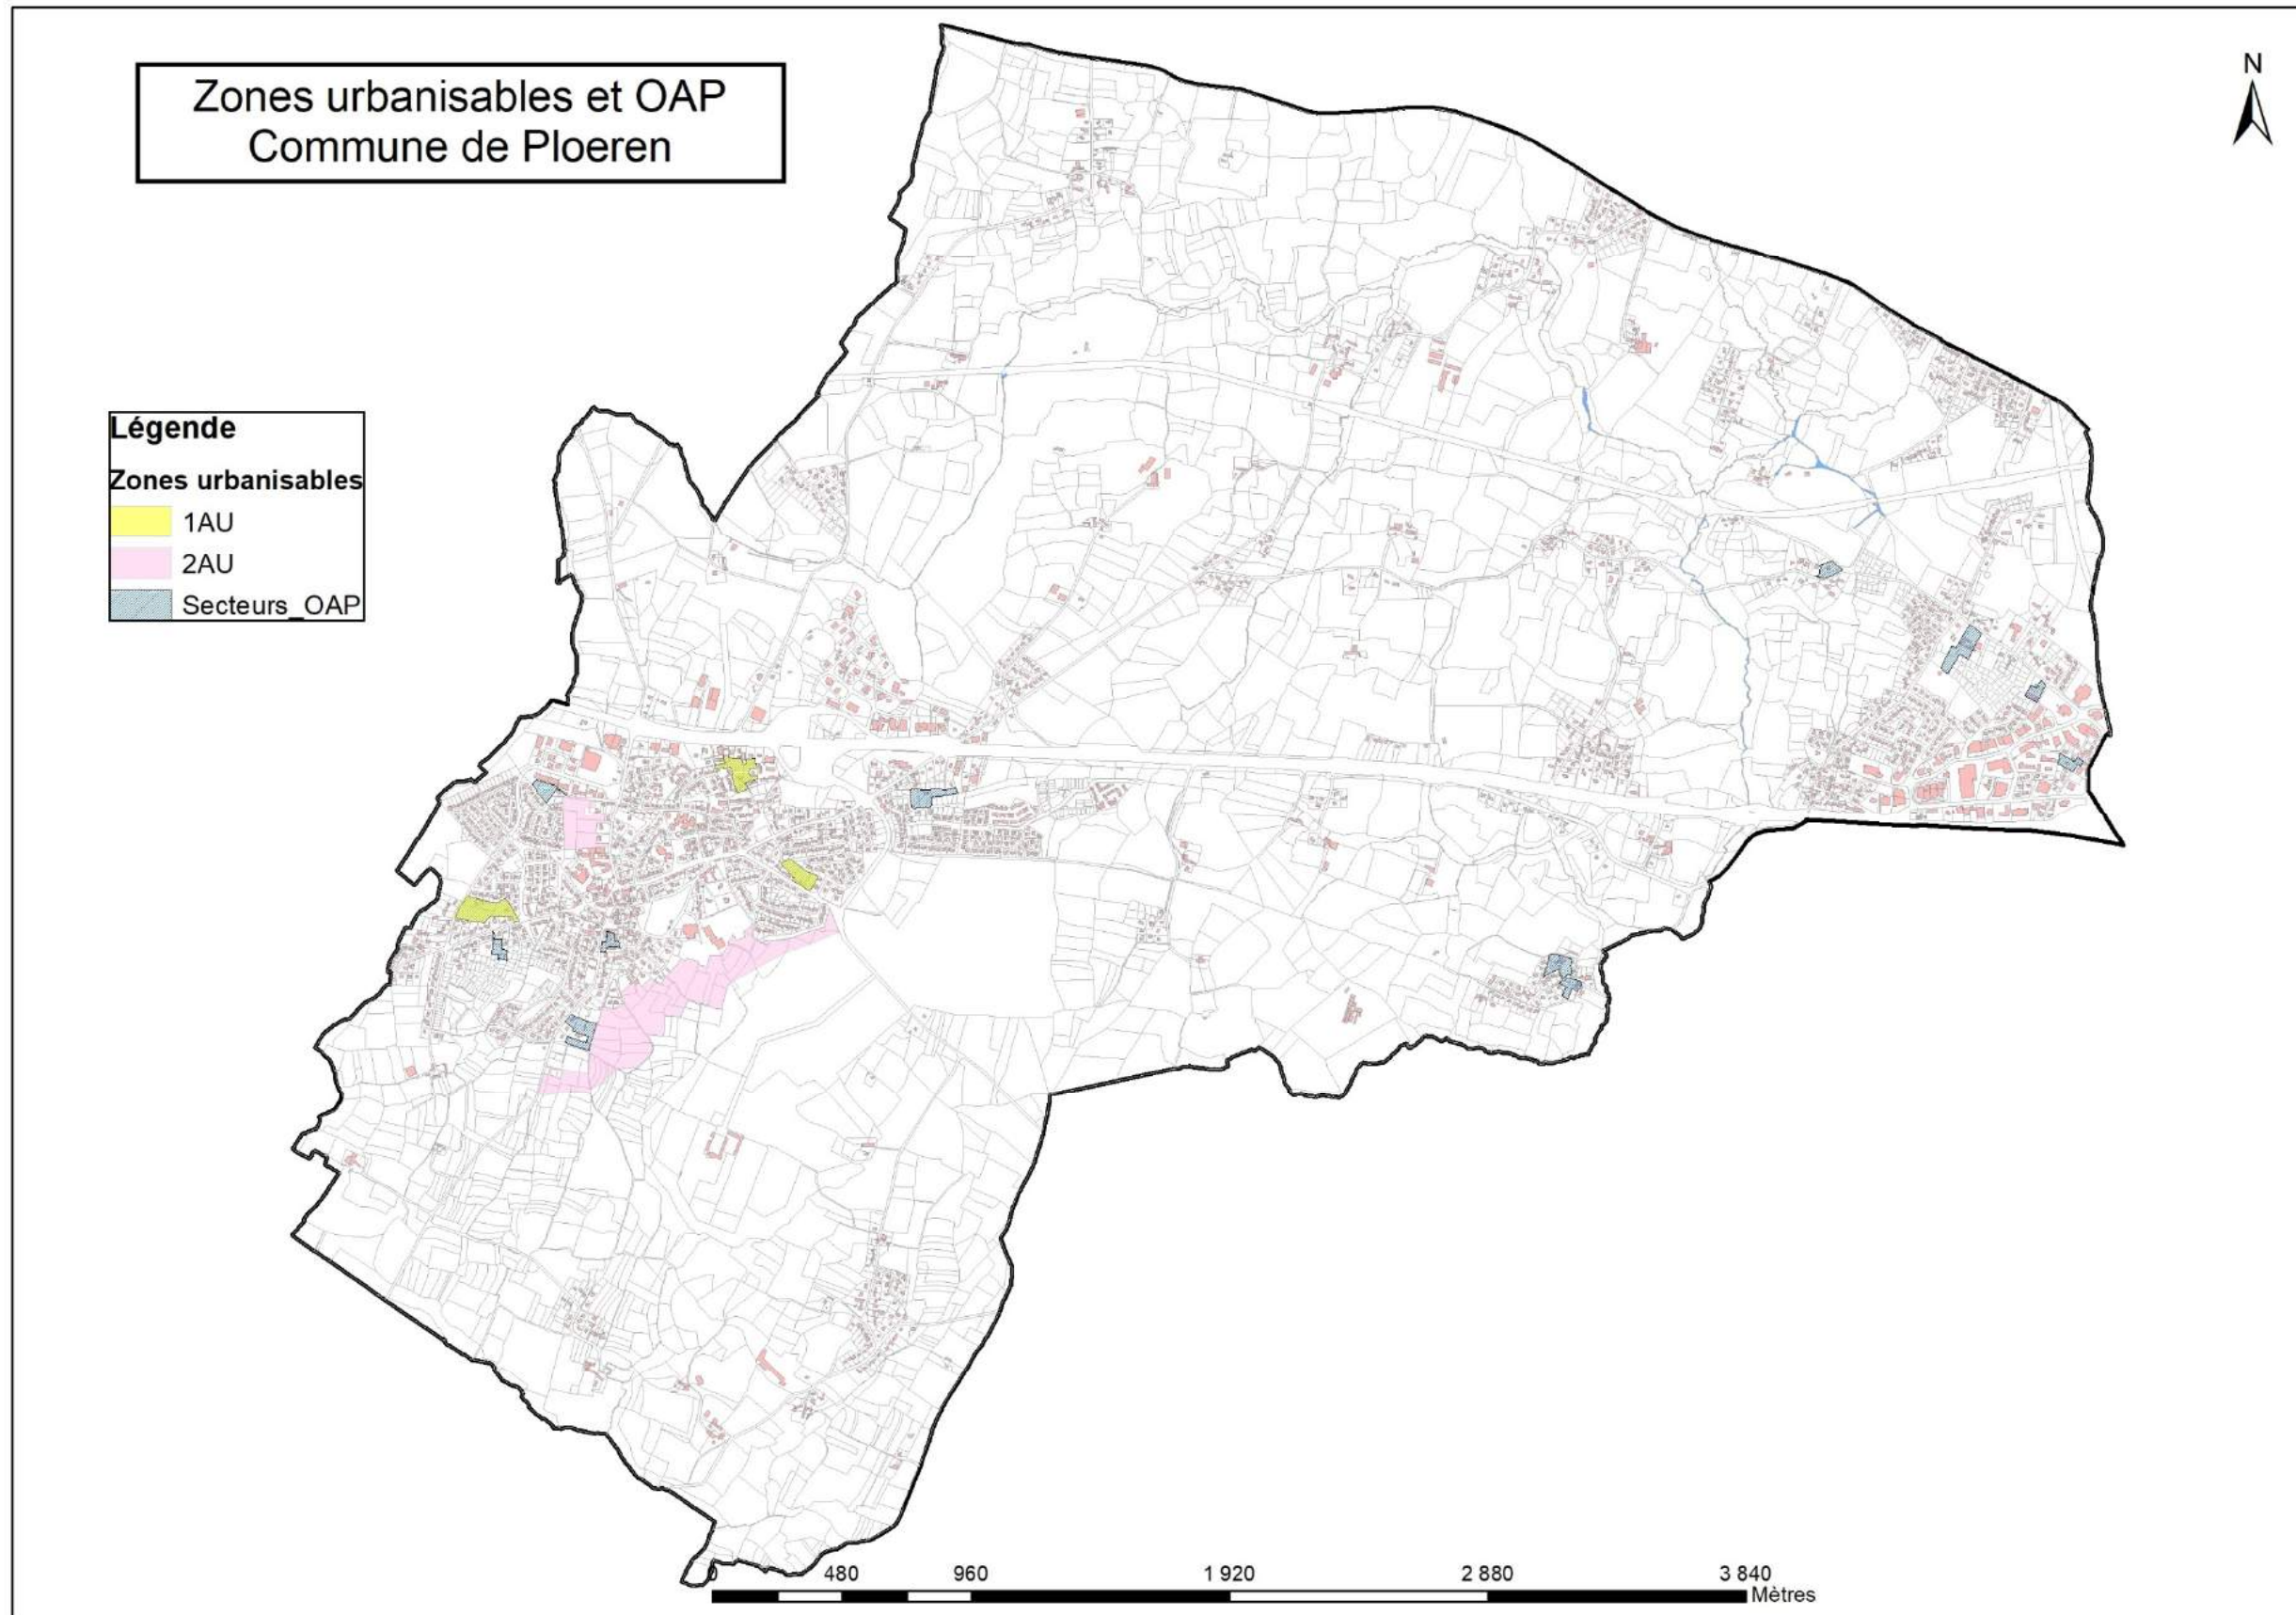 Zones urbanisables et OAP
Commune de Ploeren
N
Légende
Zones urbanisables
1AU
2AU
Secteurs_OAP
0 480 960 1 920 2 880 3 840
Mètres